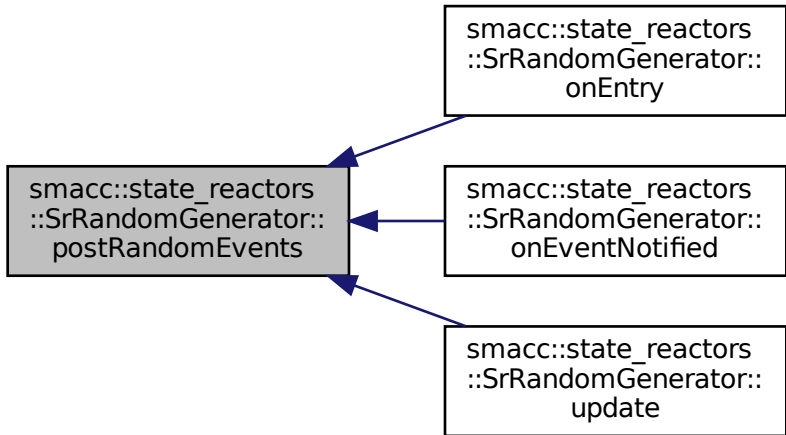 smacc::state_reactors
::SrRandomGenerator::
postRandomEvents
smacc::state_reactors
::SrRandomGenerator::
onEntry
smacc::state_reactors
::SrRandomGenerator::
onEventNotified
smacc::state_reactors
::SrRandomGenerator::
update